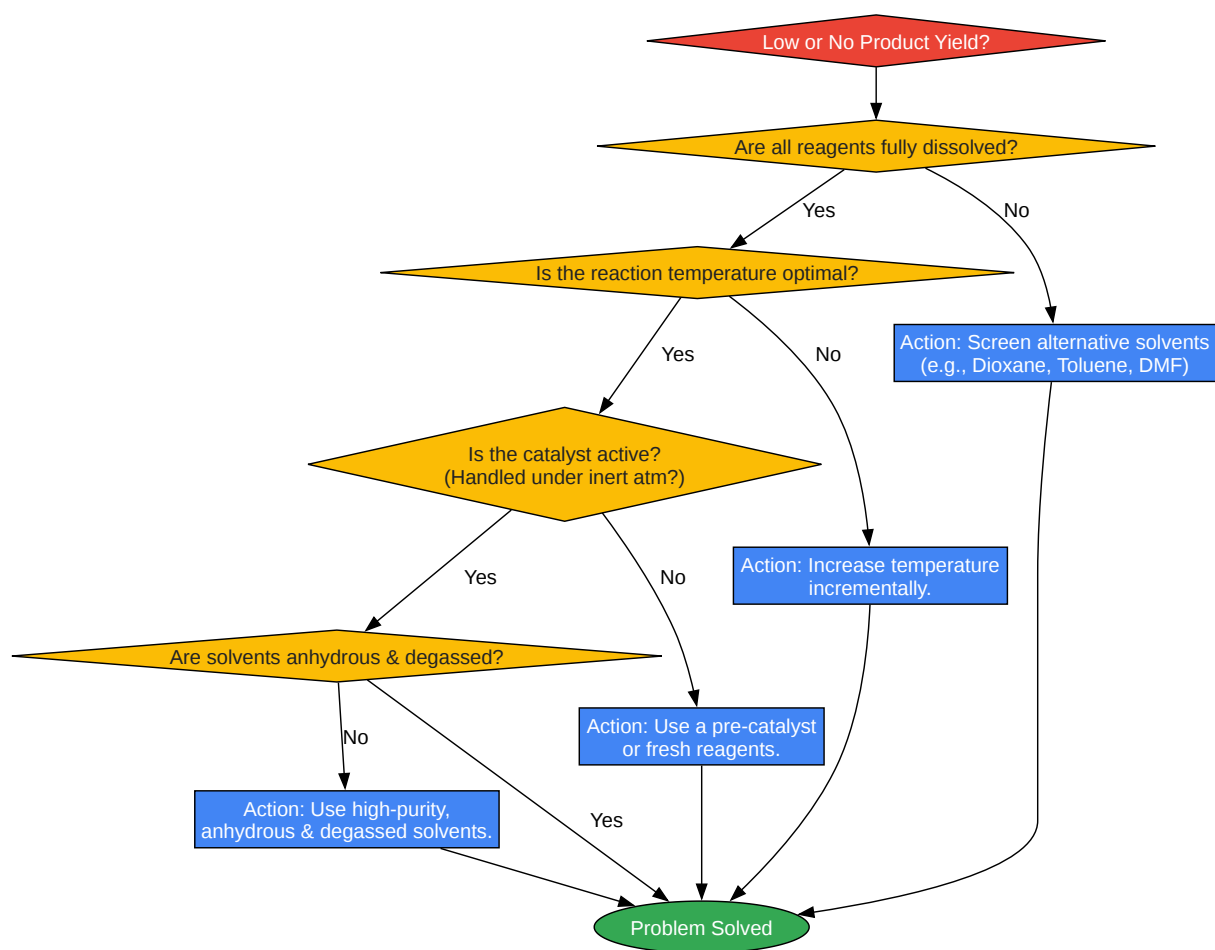 Low or No Product Yield?
Are all reagents fully dissolved?
Yes
No
Is the reaction temperature optimal?
Action: Screen alternative solvents
(e.g., Dioxane, Toluene, DMF)
Yes
No
Is the catalyst active?
(Handled under inert atm?)
Action: Increase temperature
incrementally.
Yes
No
Are solvents anhydrous & degassed?
Action: Use a pre-catalyst
or fresh reagents.
No
Action: Use high-purity,
anhydrous & degassed solvents.
Yes
Problem Solved